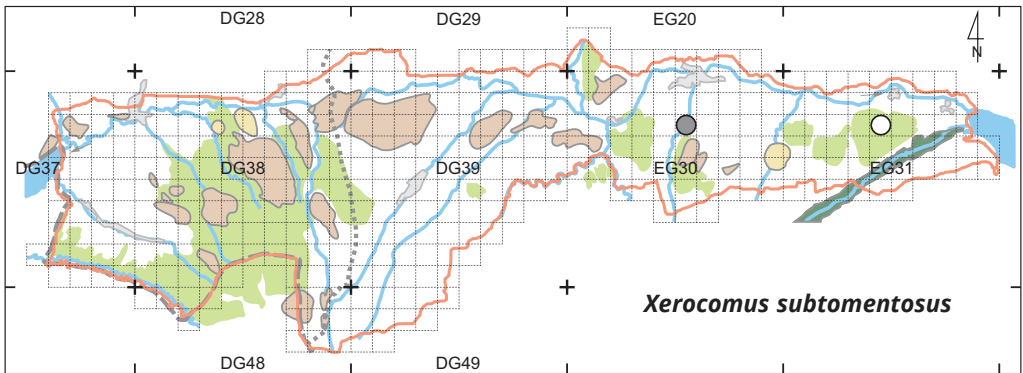 DG28 DG29 EG20
N
DG37 DG38 DG39 EG30 EG31
Xerocomus subtomentosus
DG48 DG49